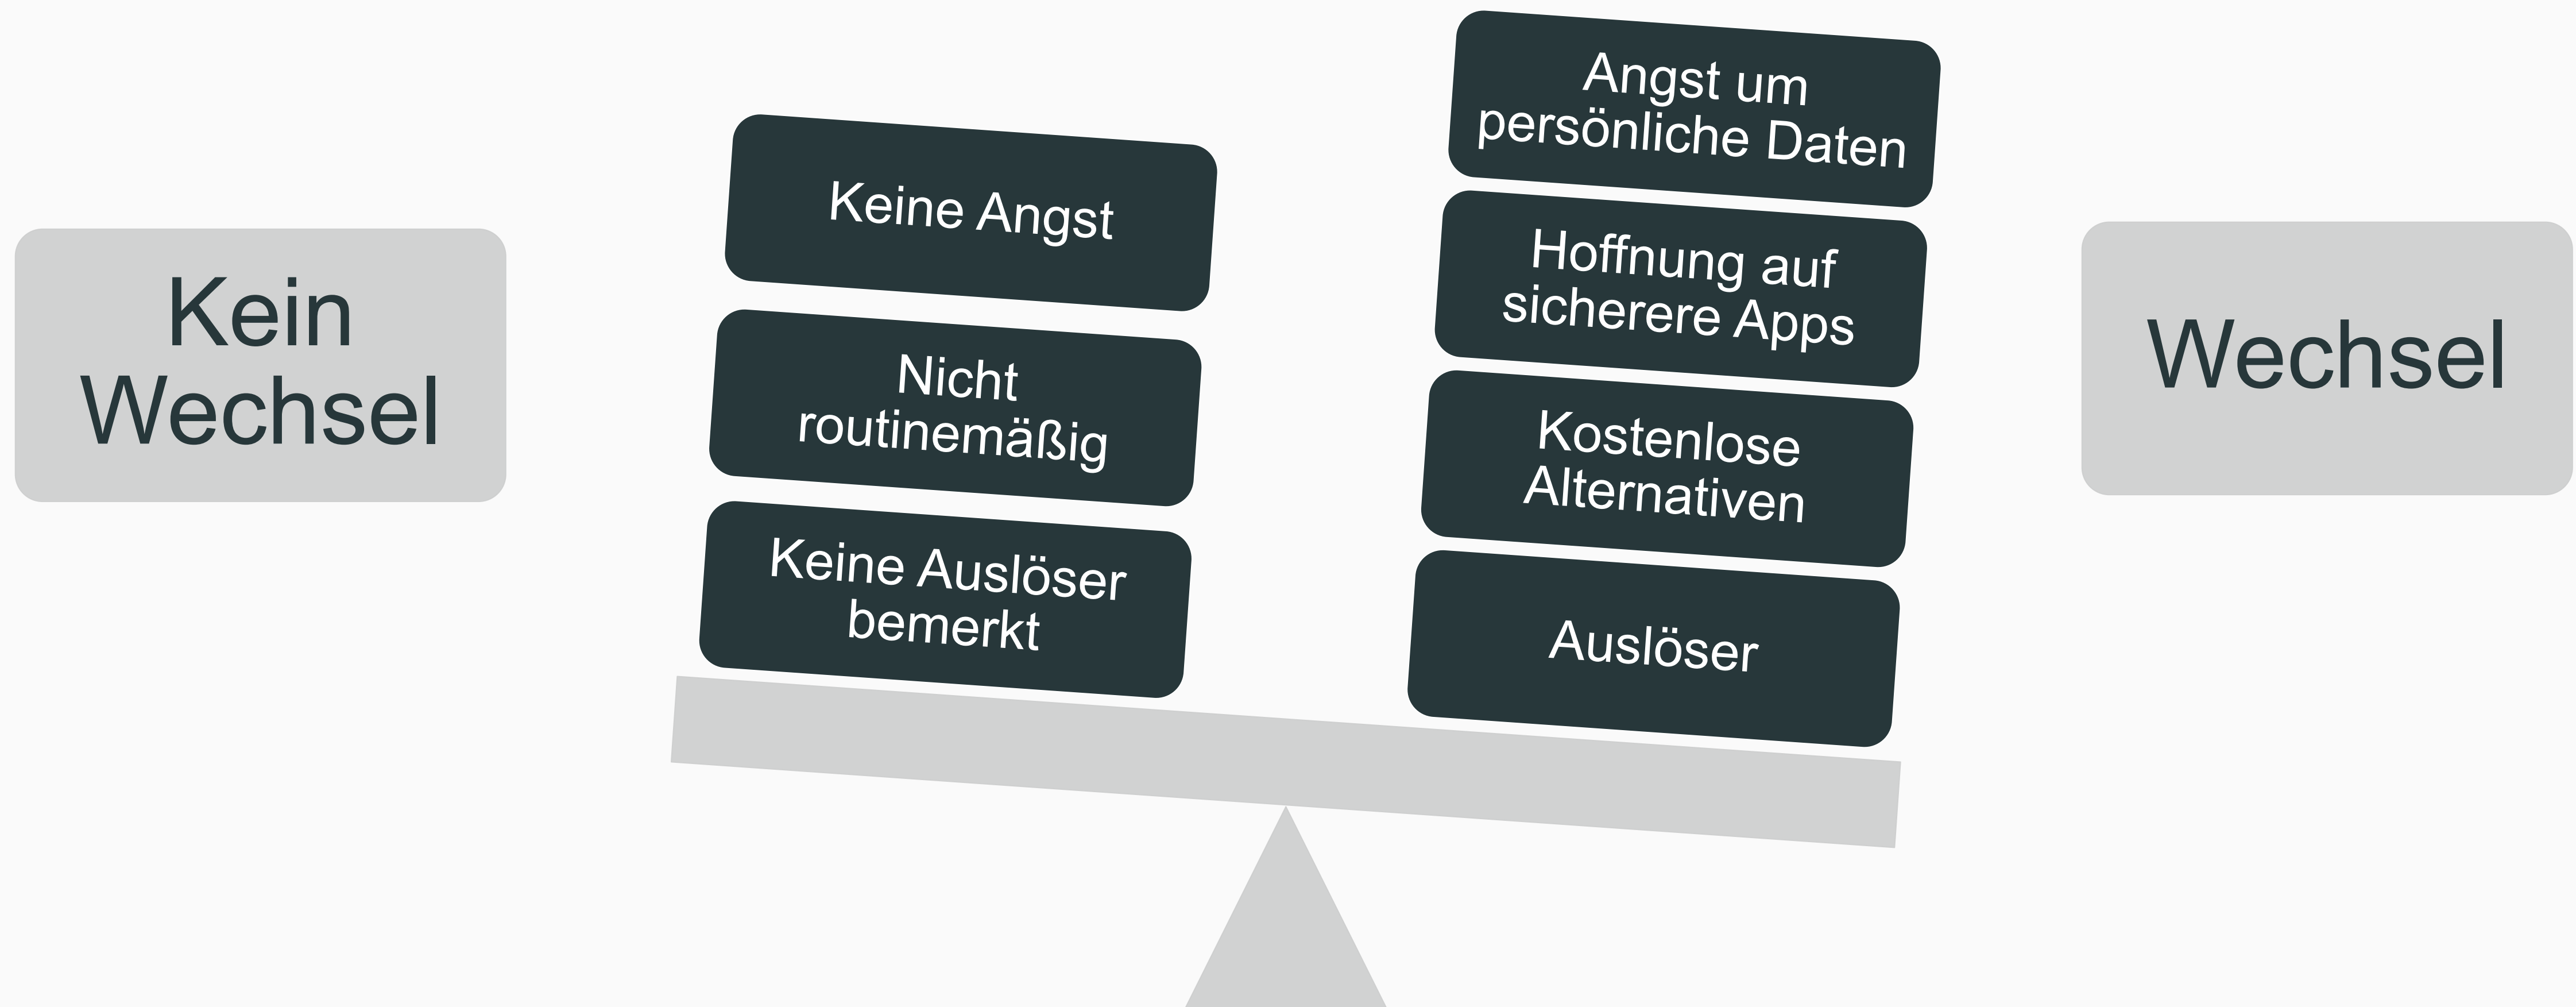 Kein
Wechsel
Keine Angst
Nicht
routinemäßig
Keine Auslöser
bemerkt
Angst um
persönliche Daten
Hoffnung auf
sicherere Apps
Kostenlose
Alternativen
Auslöser
Wechsel